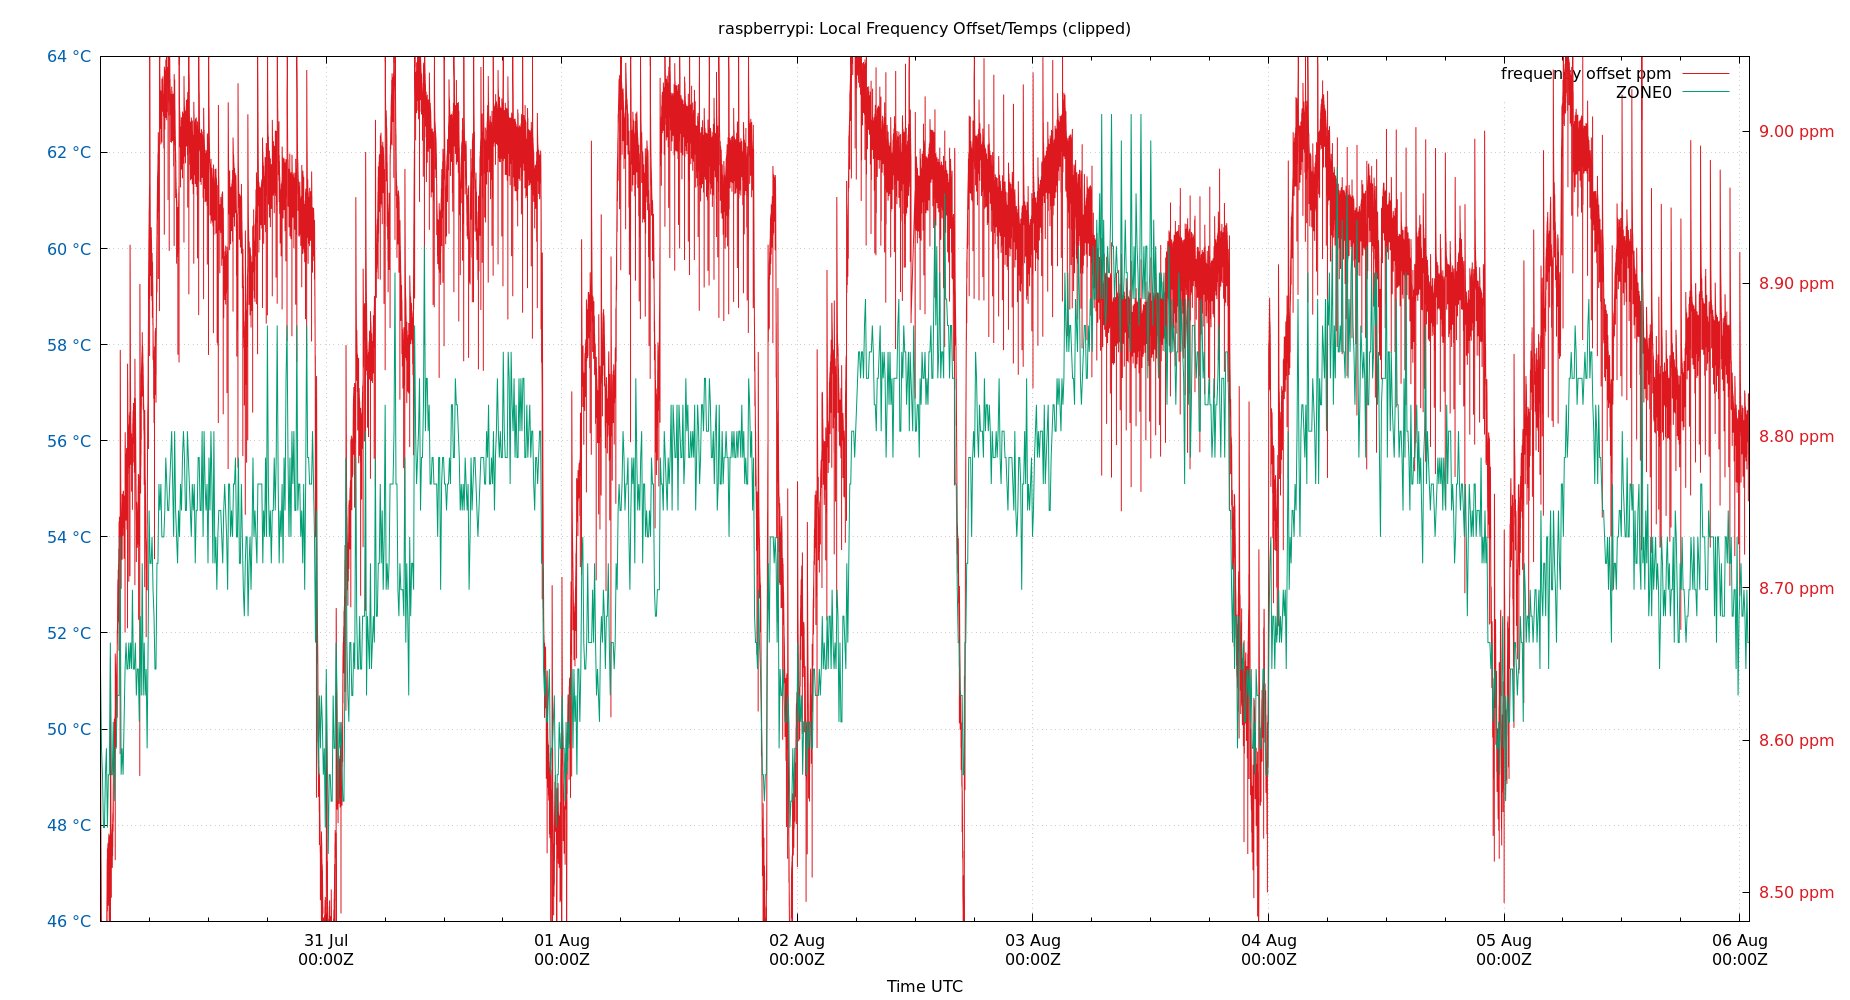 raspberrypi: Local Frequency Offset/Temps (clipped)
64 °C
62 °C
60 °C
58 °C
56 °C
54 °C
52 °C
50 °C
48 °C
46 °C
frequency offset ppm
ZONE0
9.00 ppm
8.90 ppm
8.80 ppm
8.70 ppm
8.60 ppm
8.50 ppm
31 Jul
00:00Z
01 Aug
00:00Z
02 Aug
00:00Z
03 Aug
00:00Z
04 Aug
00:00Z
05 Aug
00:00Z
06 Aug
00:00Z
Time UTC